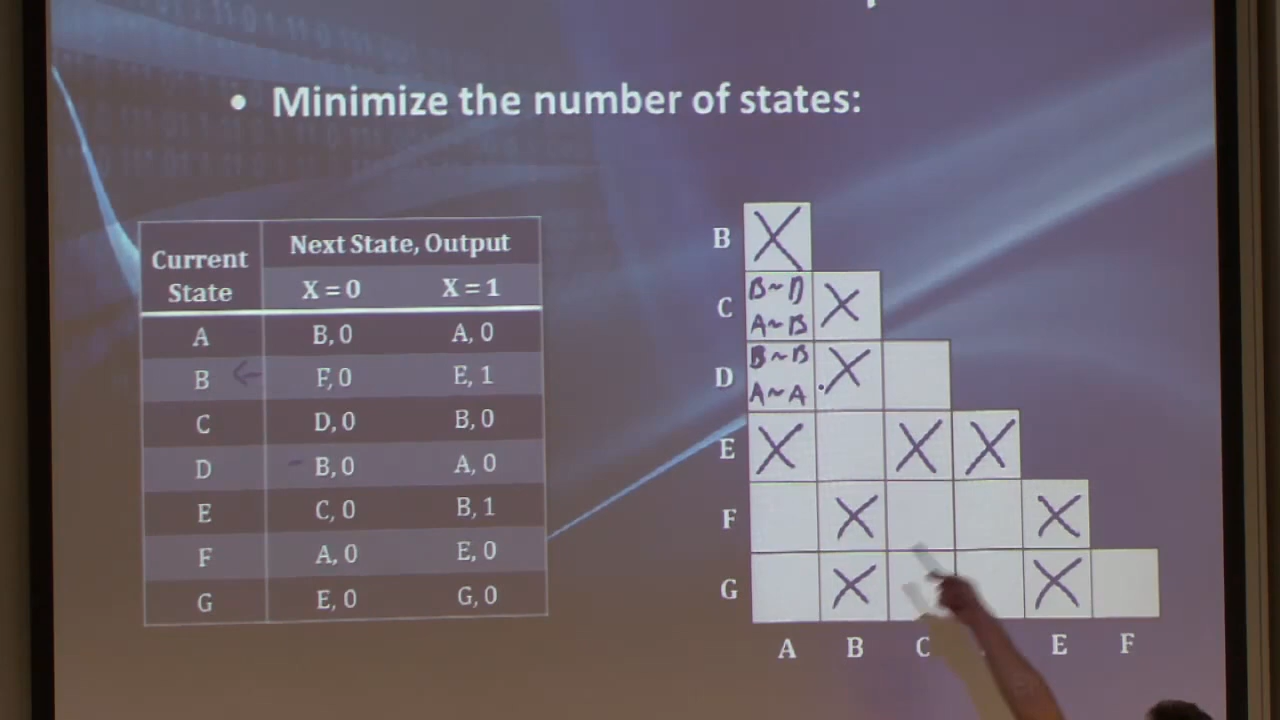 • Minimize the number of states:
Current State Next State, Output
X = 0 X = 1
A B, 0 A, 0
B ← F, 0 E, 1
C D, 0 B, 0
D - B, 0 A, 0
E C, 0 B, 1
F A, 0 E, 0
G E, 0 G, 0
B X
C B~D X
A~B
D B~B X
A~A
E X X X
F X X
G X X
A B C E F